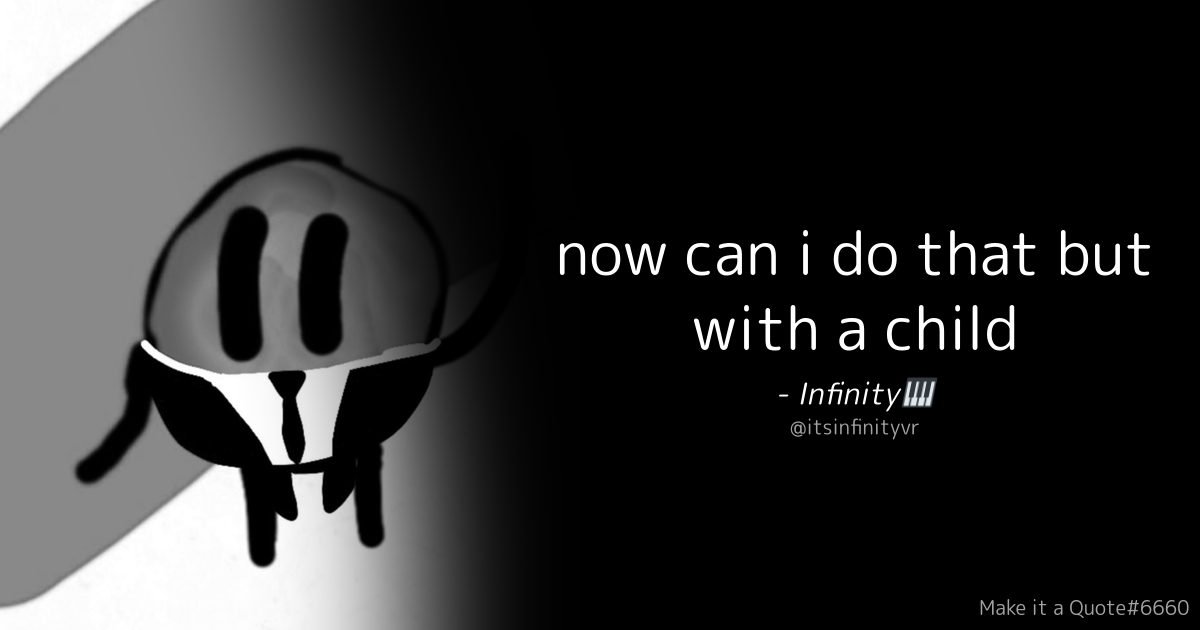 now can i do that but
with a child
- Infinity🎹
@itsinfinityvr
Make it a Quote#6660